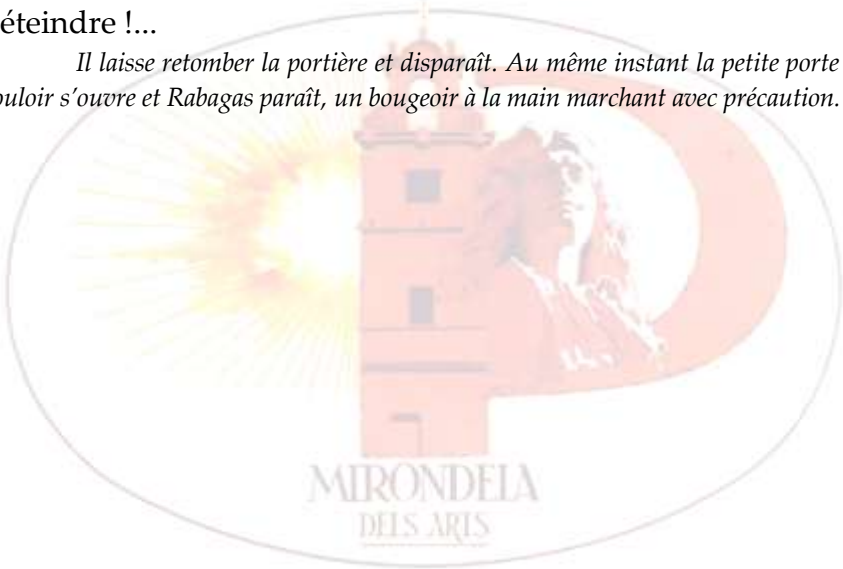 éteindre !...
Il laisse retomber la portière et disparaît. Au même instant la petite porte
s’ouvre et Rabagas paraît, un bougeoir à la main marchant avec précaution.
MIRONDELA
DELS ARTS